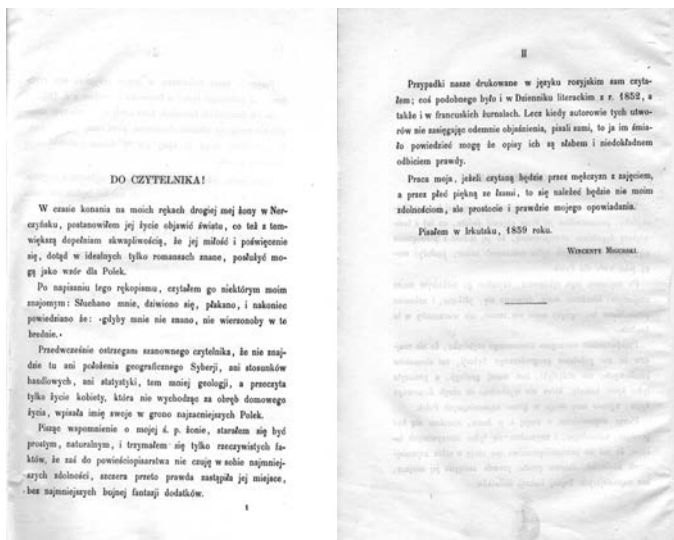 DO CZYTELNIKA!
W czasie konania na moich rękach drogiej mej żony w Ner-
czyńsku, postanowiłem jej życie objawić światu, co też z tem-
większą dopełniam skwapliwością, że jej miłość i poświęcenie
się, dotąd w idealnych tylko romansach znane, posłużyć mo-
gą jako wzór dla Polek.
Po napisaniu tego rękopismu, czytałem go niektórym moim
znajomym: Słuchano mnie, dziwiono się, płakano, i nakoniec
powiedziano że: «gdyby mnie nie znano, nie wierzonoby w te
brednie.»
Przedwcześnie ostrzegam szanownego czytelnika, że nie znaj-
dzie tu ani położenia geograficznego Syberji, ani stosunków
handlowych, ani statystyki, tem mniej geologji, a przeczyta
tylko życie kobiety, która nie wychodząc za obręb domowego
życia, wpisała imię swoje w grono najzacniejszych Polek.
Pisząc wspomnienie o mojej ś. p. żonie, starałem się być
prostym, naturalnym, i trzymałem się tylko rzeczywistych fa-
któw, że zaś do powieściopisarstwa nie czuję w sobie najmniej-
szych zdolności, szczera przeto prawda zastąpiła jej miejsce,
bez najmniejszych bujnej fantazji dodatków.
1
II
Przypadki nasze drukowane w języku rosyjskim sam czyta-
łem; coś podobnego było i w Dzienniku literackim z r. 1852, a
także i w francuskich żurnalach. Lecz kiedy autorowie tych utwo-
rów nie zasięgając odemnie objaśnienia, pisali sami, to ja im śmia-
ło powiedzieć mogę że opisy ich są słabem i niedokładnem
odbiciem prawdy.
Praca moja, jeżeli czytaną będzie przez mężczyzn z zajęciem,
a przez płeć piękną ze łzami, to się należeć będzie nie moim
zdolnościom, ale prostocie i prawdzie mojego opowiadania.
Pisałem w Irkutsku, 1859 roku.
WINCENTY MIGURSKI.